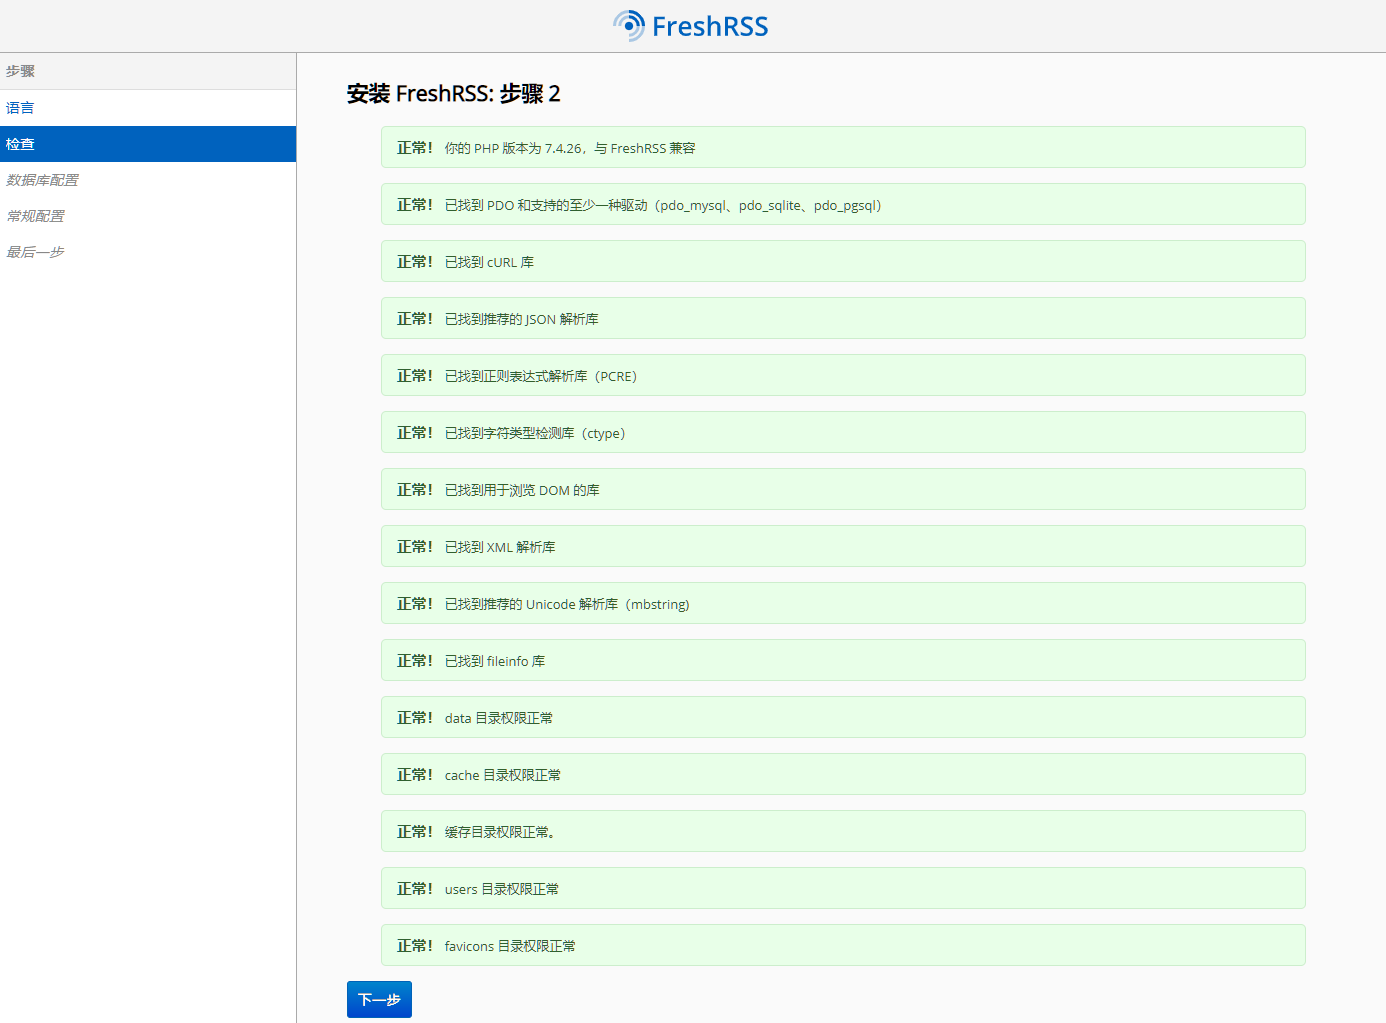 FreshRSS
步骤
语言
检查
数据库配置
常规配置
最后一步
安装 FreshRSS: 步骤 2
正常！ 你的 PHP 版本为 7.4.26，与 FreshRSS 兼容
正常！ 已找到 PDO 和支持的至少一种驱动（pdo_mysql、pdo_sqlite、pdo_pgsql）
正常！ 已找到 cURL 库
正常！ 已找到推荐的 JSON 解析库
正常！ 已找到正则表达式解析库（PCRE）
正常！ 已找到字符类型检测库（ctype）
正常！ 已找到用于浏览 DOM 的库
正常！ 已找到 XML 解析库
正常！ 已找到推荐的 Unicode 解析库（mbstring)
正常！ 已找到 fileinfo 库
正常！ data 目录权限正常
正常！ cache 目录权限正常
正常！ 缓存目录权限正常。
正常！ users 目录权限正常
正常！ favicons 目录权限正常
下一步